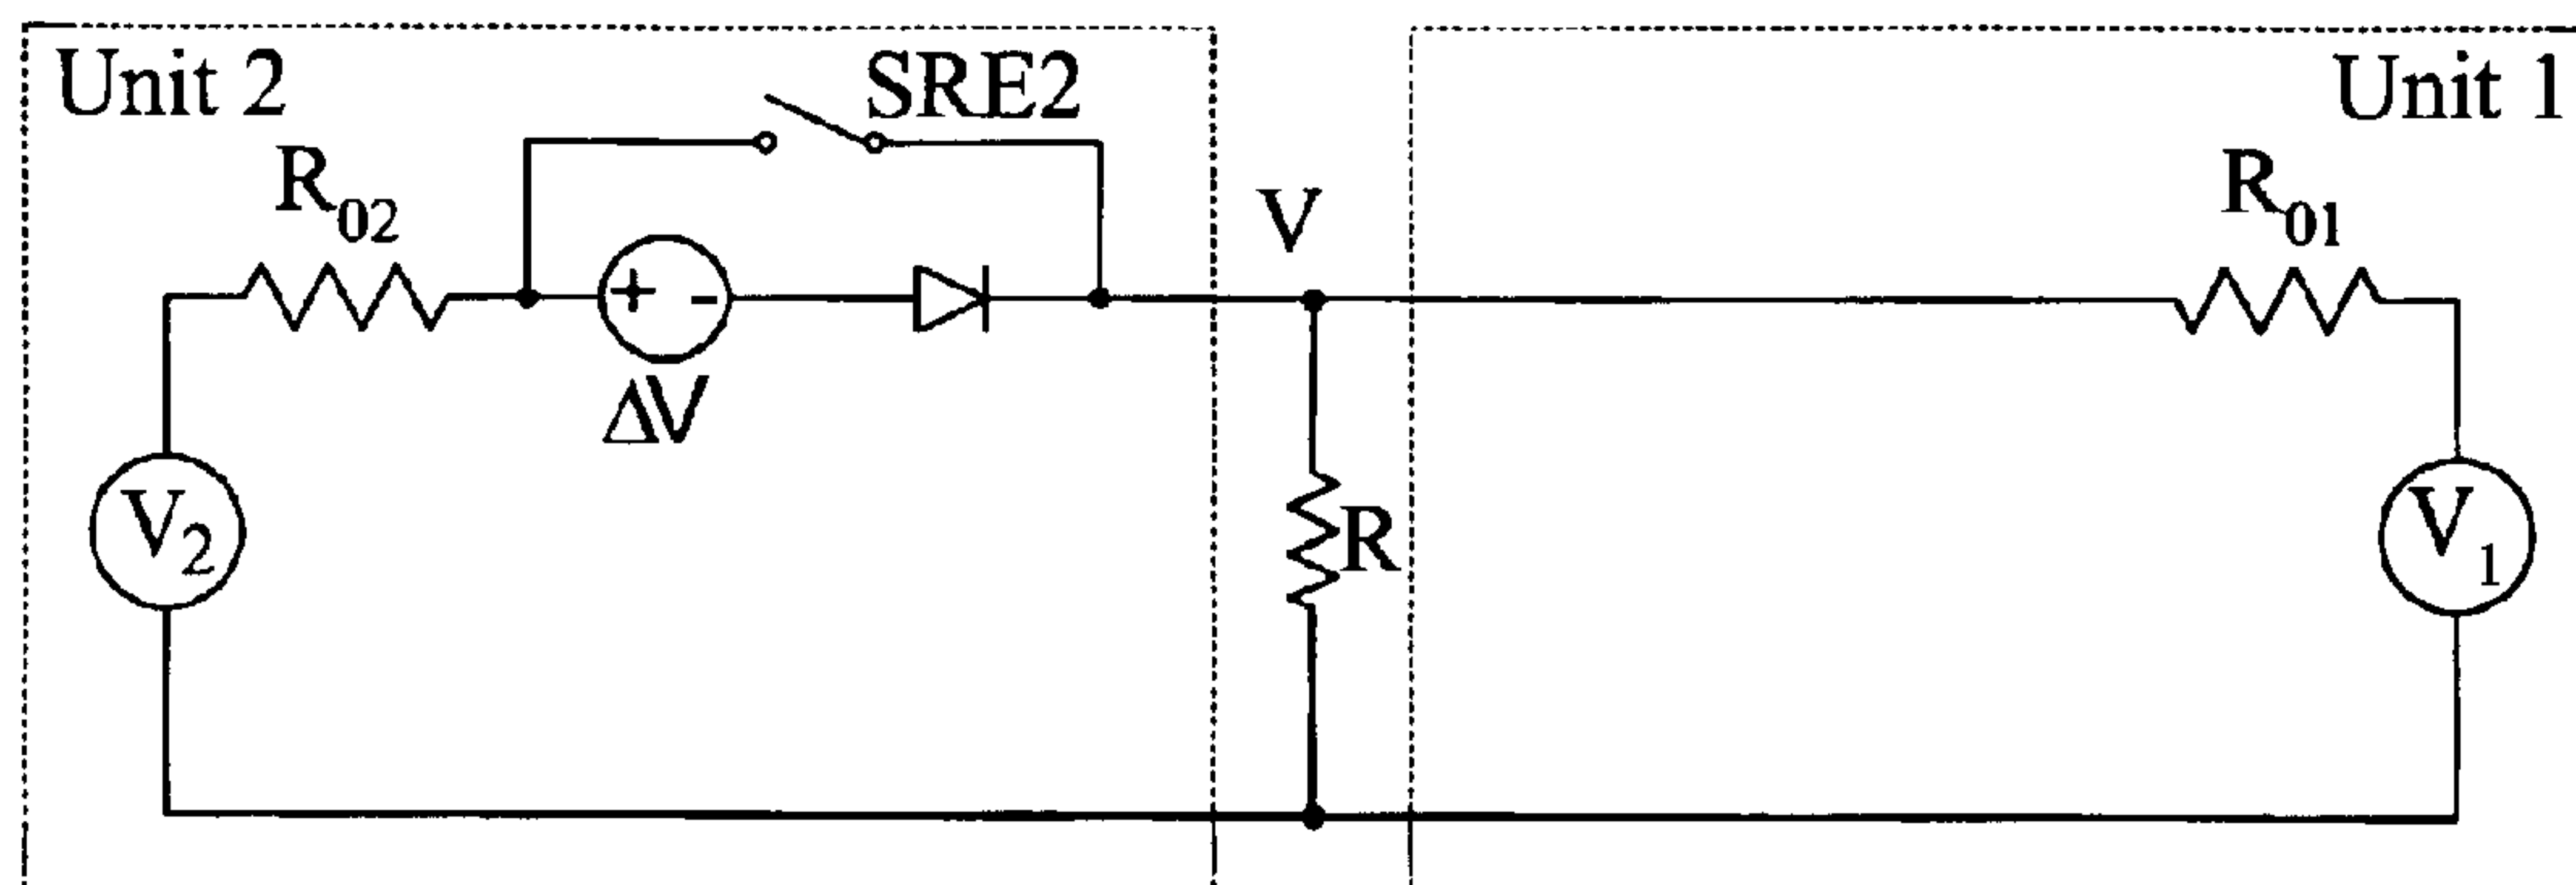 Unit 2
SRE2
Unit 1
R02
V
R01
+ -
ΔV
V2
R
V1